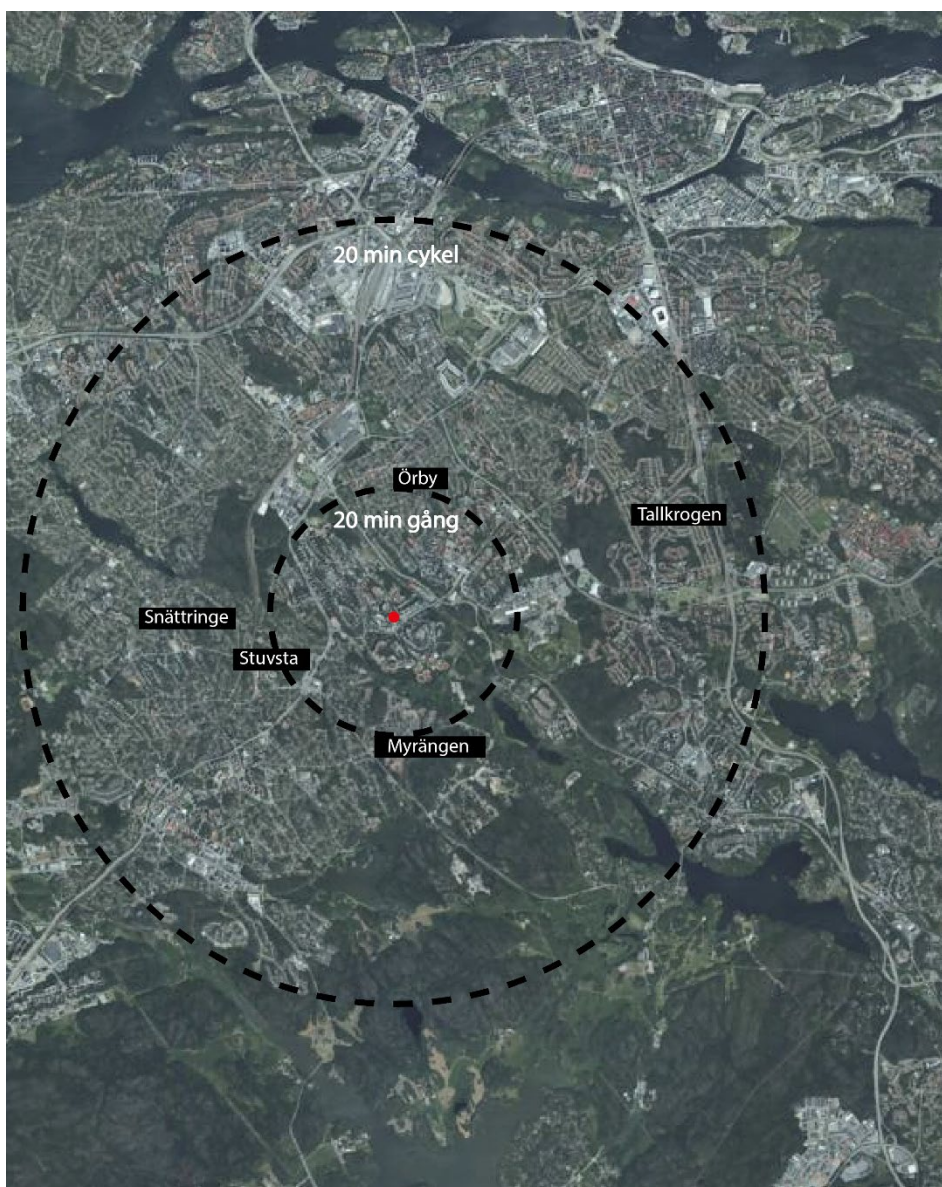 20 min cykel
Örby
20 min gång
Tallkrogen
Snättringe
Stuvsta
Myrängen